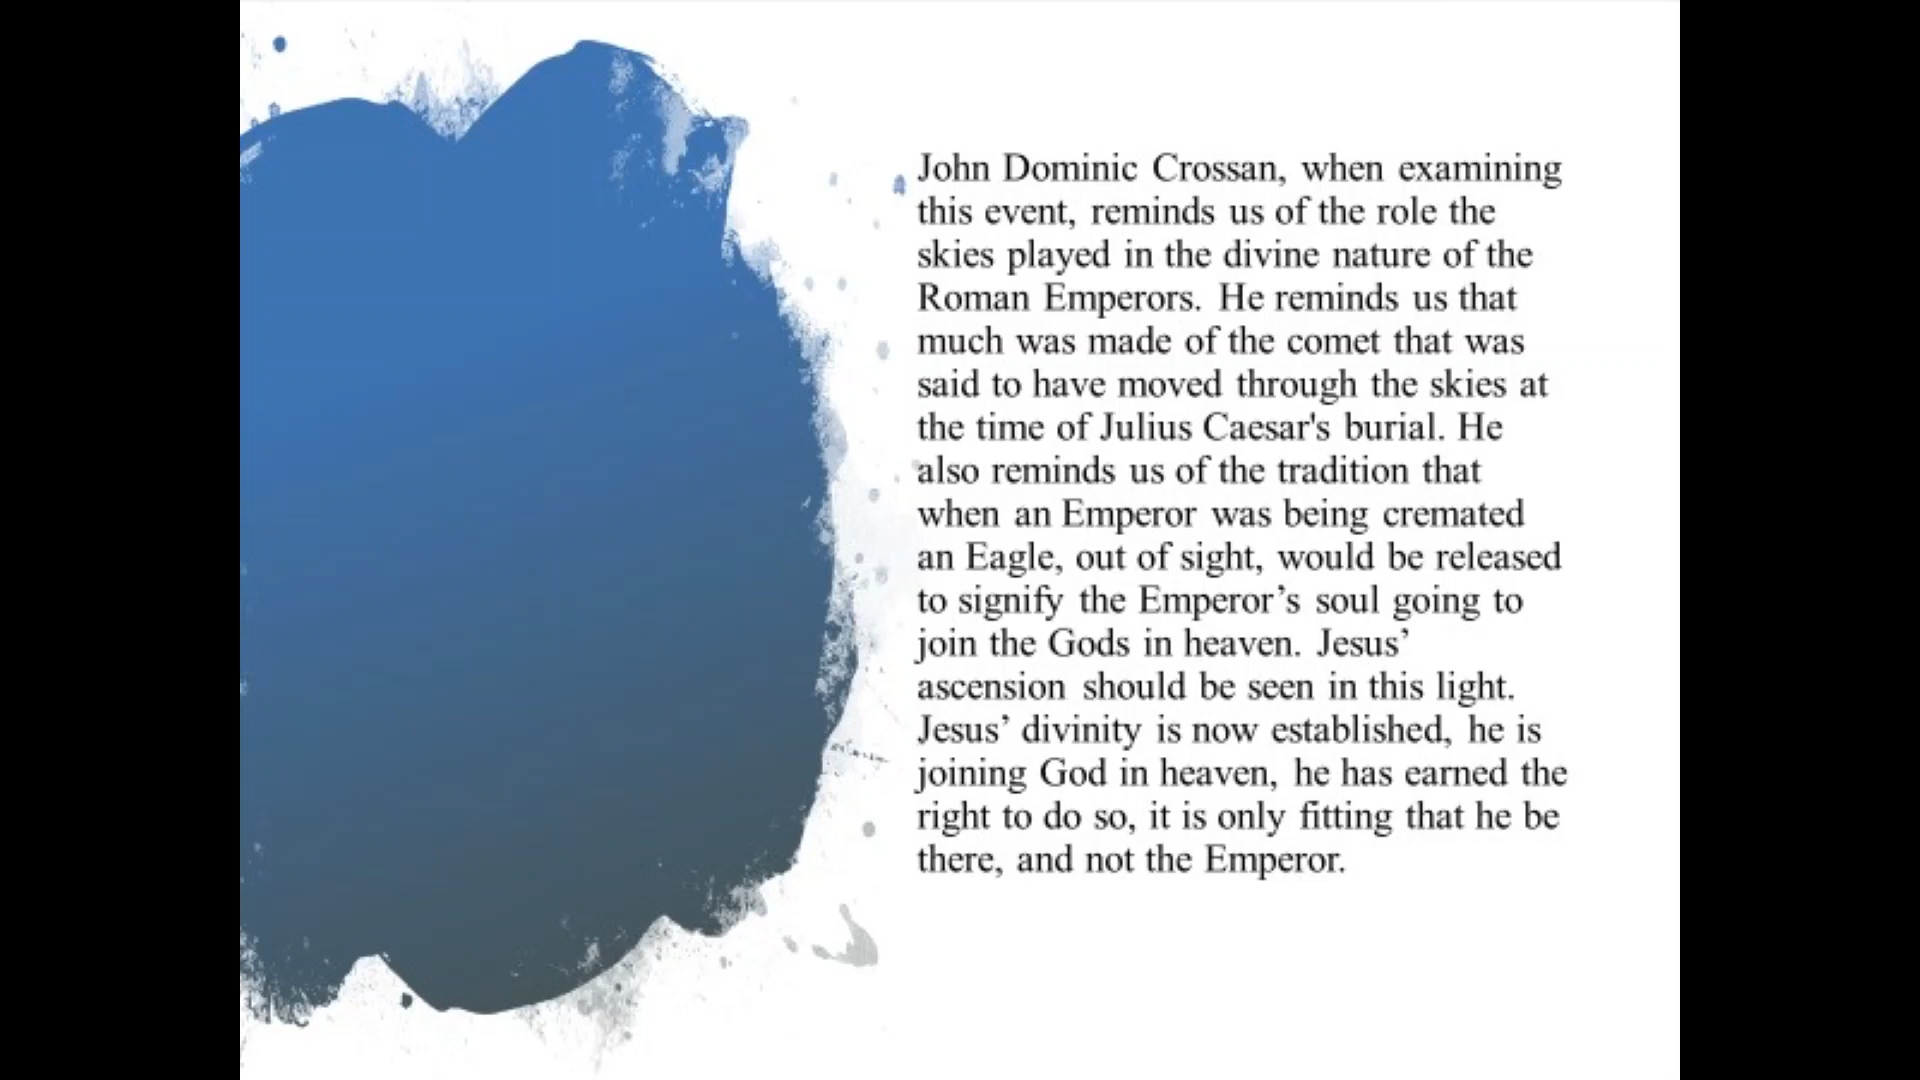 John Dominic Crossan, when examining
this event, reminds us of the role the
skies played in the divine nature of the
Roman Emperors. He reminds us that
much was made of the comet that was
said to have moved through the skies at
the time of Julius Caesar's burial. He
also reminds us of the tradition that
when an Emperor was being cremated
an Eagle, out of sight, would be released
to signify the Emperor’s soul going to
join the Gods in heaven. Jesus’
ascension should be seen in this light.
Jesus’ divinity is now established, he is
joining God in heaven, he has earned the
right to do so, it is only fitting that he be
there, and not the Emperor.